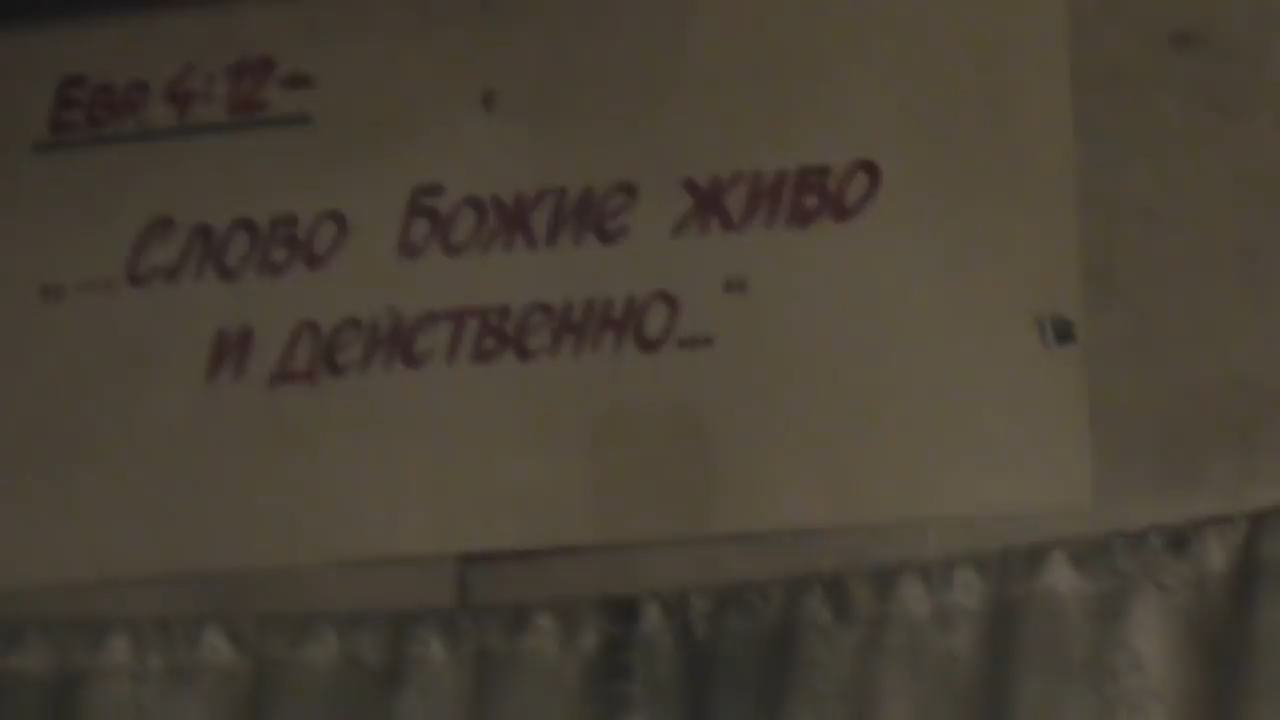 Евр 4:12-
„...Слово Божие живо
и действенно..."